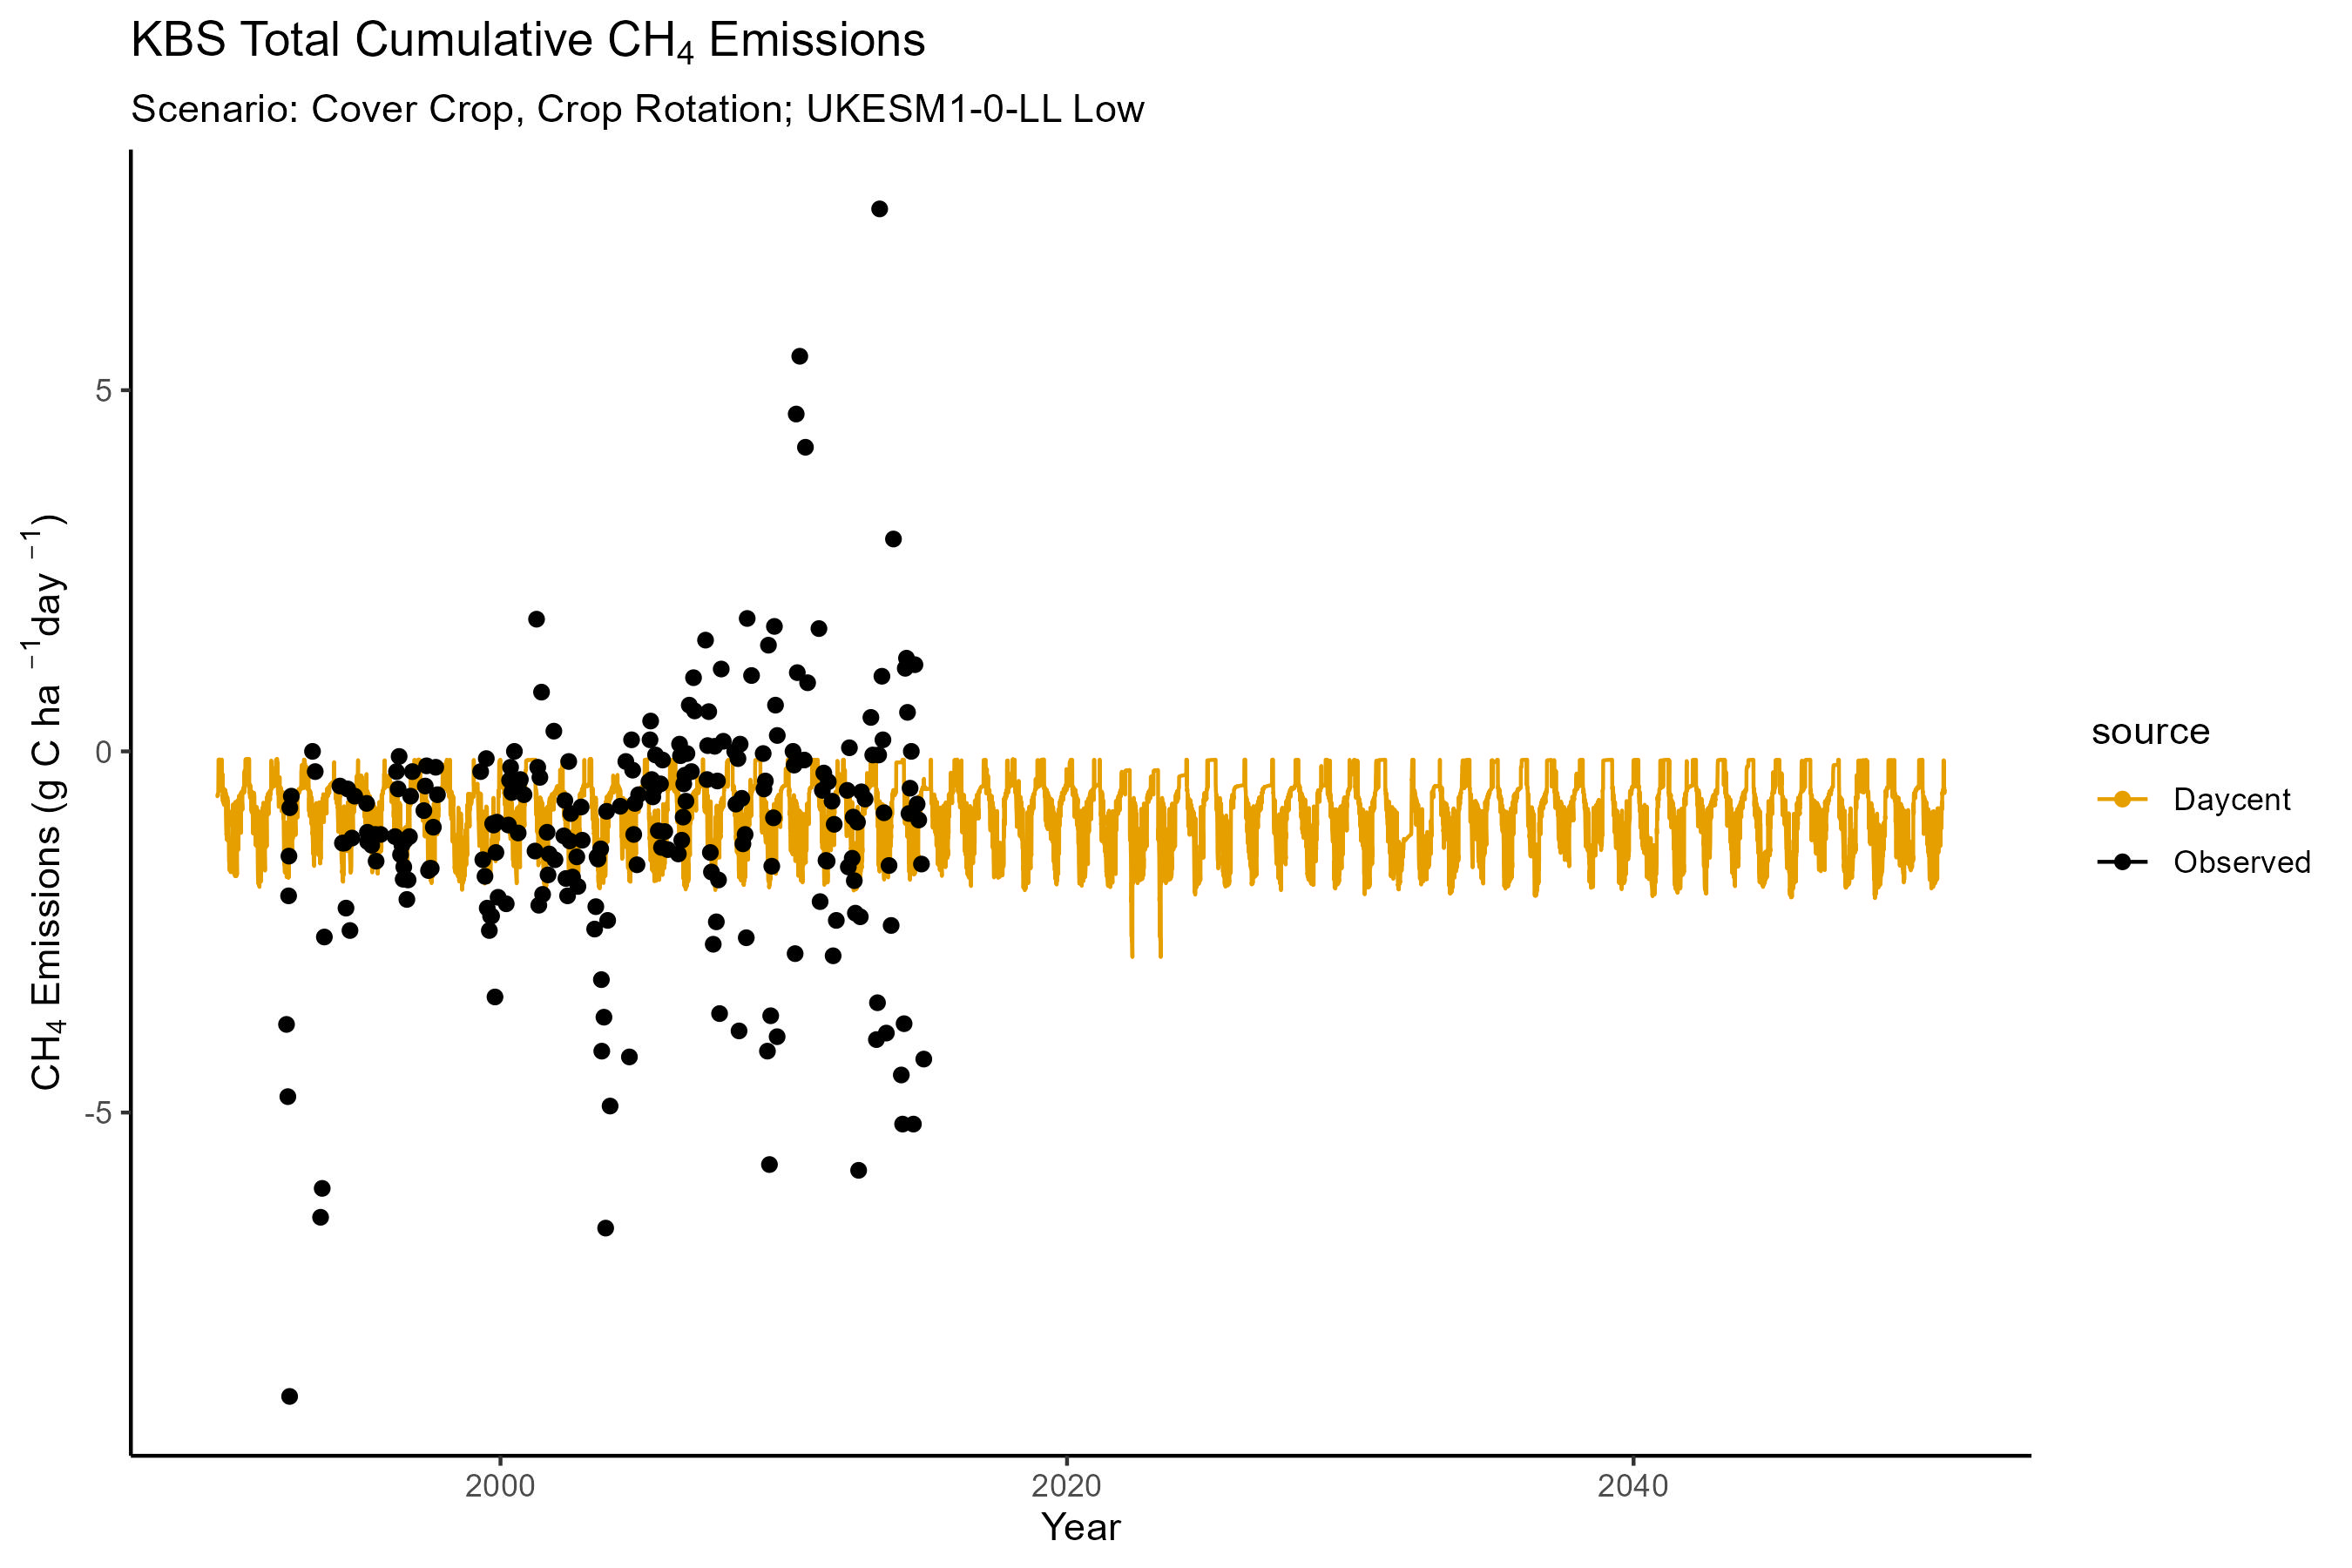 KBS Total Cumulative CH₄ Emissions
Scenario: Cover Crop, Crop Rotation; UKESM1-0-LL Low
CH₄ Emissions (g C ha ⁻¹day ⁻¹)
5
0
-5
2000
2020
2040
Year
source
Daycent
Observed